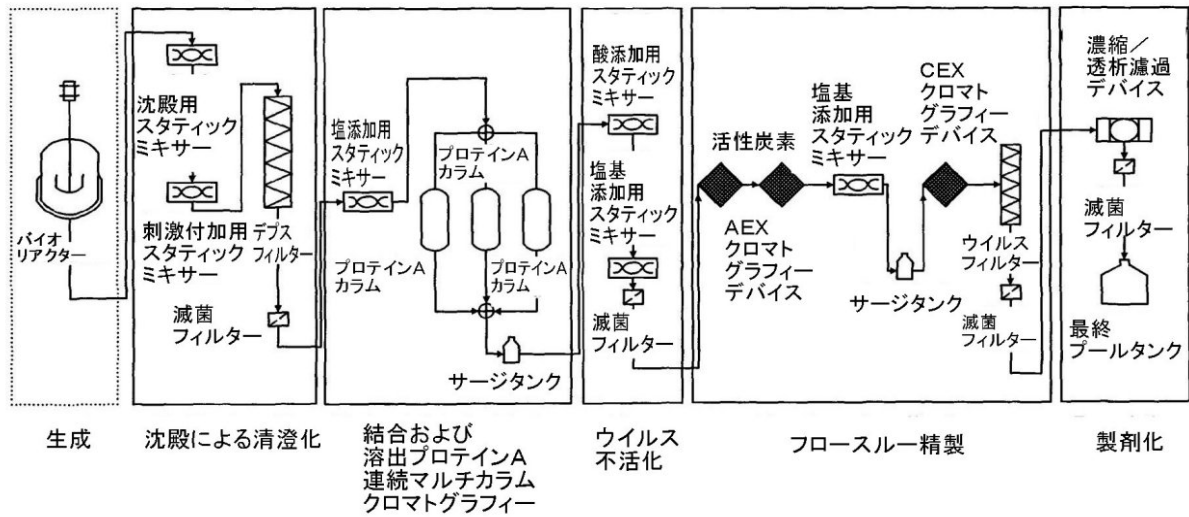 バイオ
リアクター
生成
沈殿用
スタティック
ミキサー
刺激付加用
スタティック
ミキサー
デプス
フィルター
滅菌
フィルター
沈殿による清澄化
塩添加用
スタティック
ミキサー
プロテインA
カラム
プロテインA
カラム
プロテインA
カラム
サージタンク
結合および
溶出プロテインA
連続マルチカラム
クロマトグラフィー
酸添加用
スタティック
ミキサー
塩基
添加用
スタティック
ミキサー
滅菌
フィルター
ウイルス
不活化
活性炭素
AEX
クロマト
グラフィー
デバイス
塩基
添加用
スタティック
ミキサー
サージタンク
CEX
クロマト
グラフィー
デバイス
ウイルス
フィルター
滅菌
フィルター
フロースルー精製
濃縮/
透析濾過
デバイス
滅菌
フィルター
最終
プールタンク
製剤化